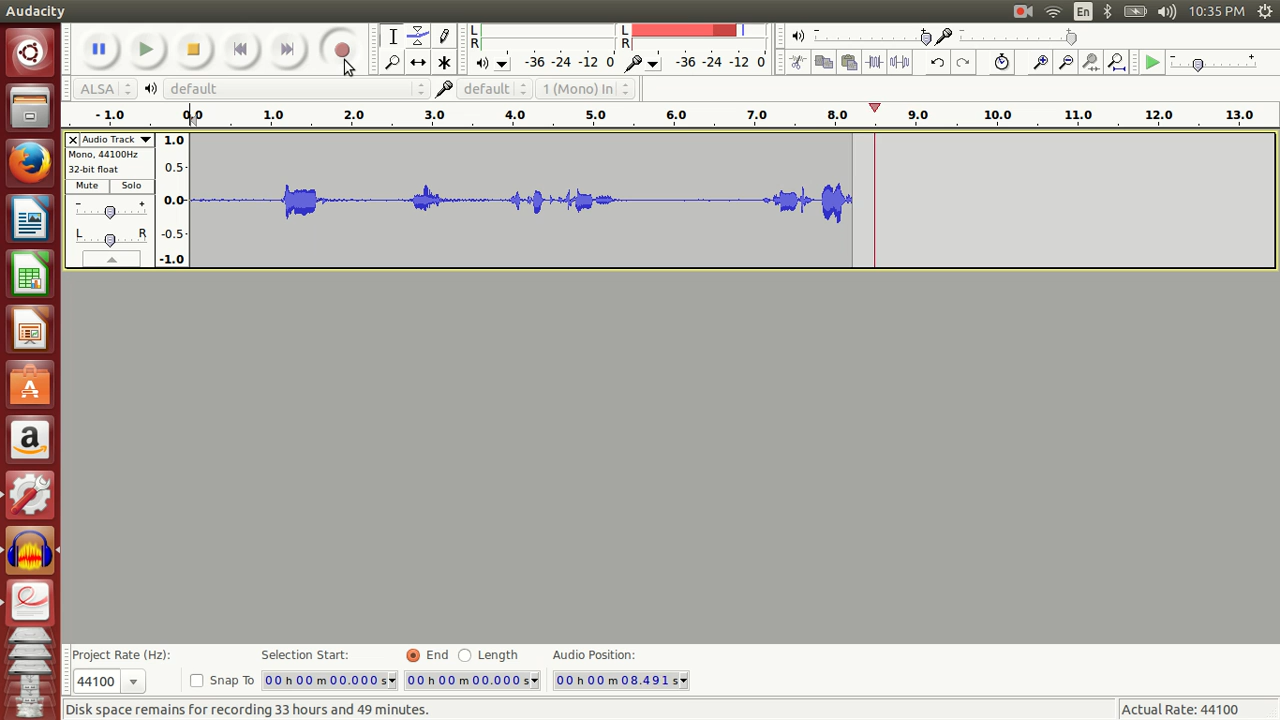 Audacity
En
10:35 PM
L
R
-36 -24 -12 0
L
R
-36 -24 -12 0
ALSA
default
default
1 (Mono) In
- 1.0 0.0 1.0 2.0 3.0 4.0 5.0 6.0 7.0 8.0 9.0 10.0 11.0 12.0 13.0
Audio Track
Mono, 44100Hz
32-bit float
Mute Solo
- +
L R
1.0
0.5-
0.0-
-0.5-
-1.0
Project Rate (Hz):
44100
Snap To
Selection Start:
00 h 00 m 00.000 s
End
Length
00 h 00 m 00.000 s
Audio Position:
00 h 00 m 08.491 s
Disk space remains for recording 33 hours and 49 minutes.
Actual Rate: 44100